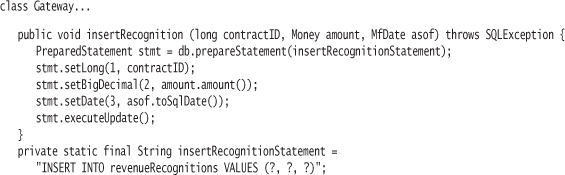 class Gateway...
public void insertRecognition (long contractID, Money amount, MfDate asof) throws SQLException {
PreparedStatement stmt = db.prepareStatement(insertRecognitionStatement);
stmt.setLong(1, contractID);
stmt.setBigDecimal(2, amount.amount());
stmt.setDate(3, asof.toSqlDate());
stmt.executeUpdate();
}
private static final String insertRecognitionStatement =
"INSERT INTO revenueRecognitions VALUES (?, ?, ?)";